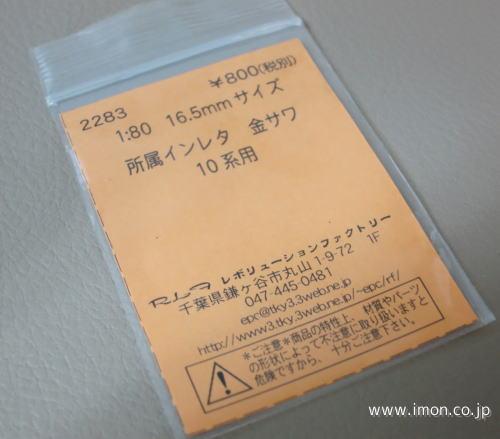 2283
¥800(税別)
1:80 16.5mmサイズ
所属インレタ 金サワ
10系用
RLF レボリューションファクトリー
千葉県鎌ヶ谷市丸山1-9-72 1F
047-445-0481
epc@tky3.3web.ne.jp
http://www3.tky.3web.ne.jp/~epc/rf/
*ご注意*商品の特性上、材質やパーツ
の形状によって不注意に取り扱いますと
危険ですから、十分ご注意下さい。
www.imon.co.jp